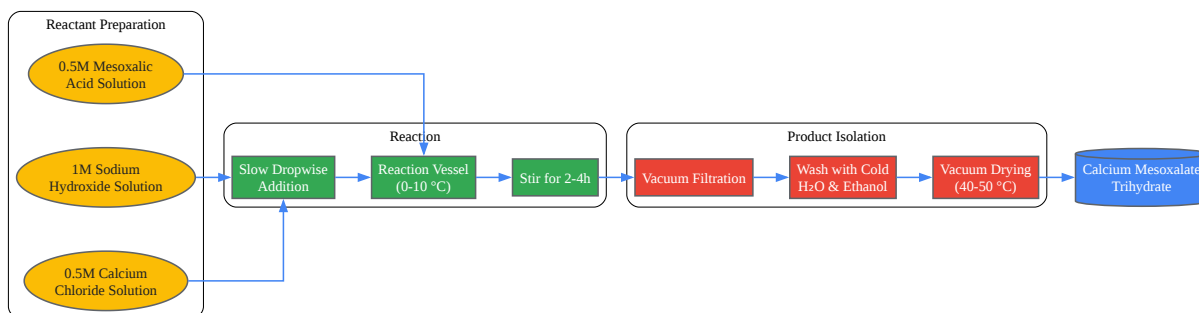 Reactant Preparation
0.5M Mesoxalic
Acid Solution
1M Sodium
Hydroxide Solution
0.5M Calcium
Chloride Solution
Reaction
Slow Dropwise
Addition
Reaction Vessel
(0-10 °C)
Stir for 2-4h
Product Isolation
Vacuum Filtration
Wash with Cold
H₂O & Ethanol
Vacuum Drying
(40-50 °C)
Calcium Mesoxalate
Trihydrate